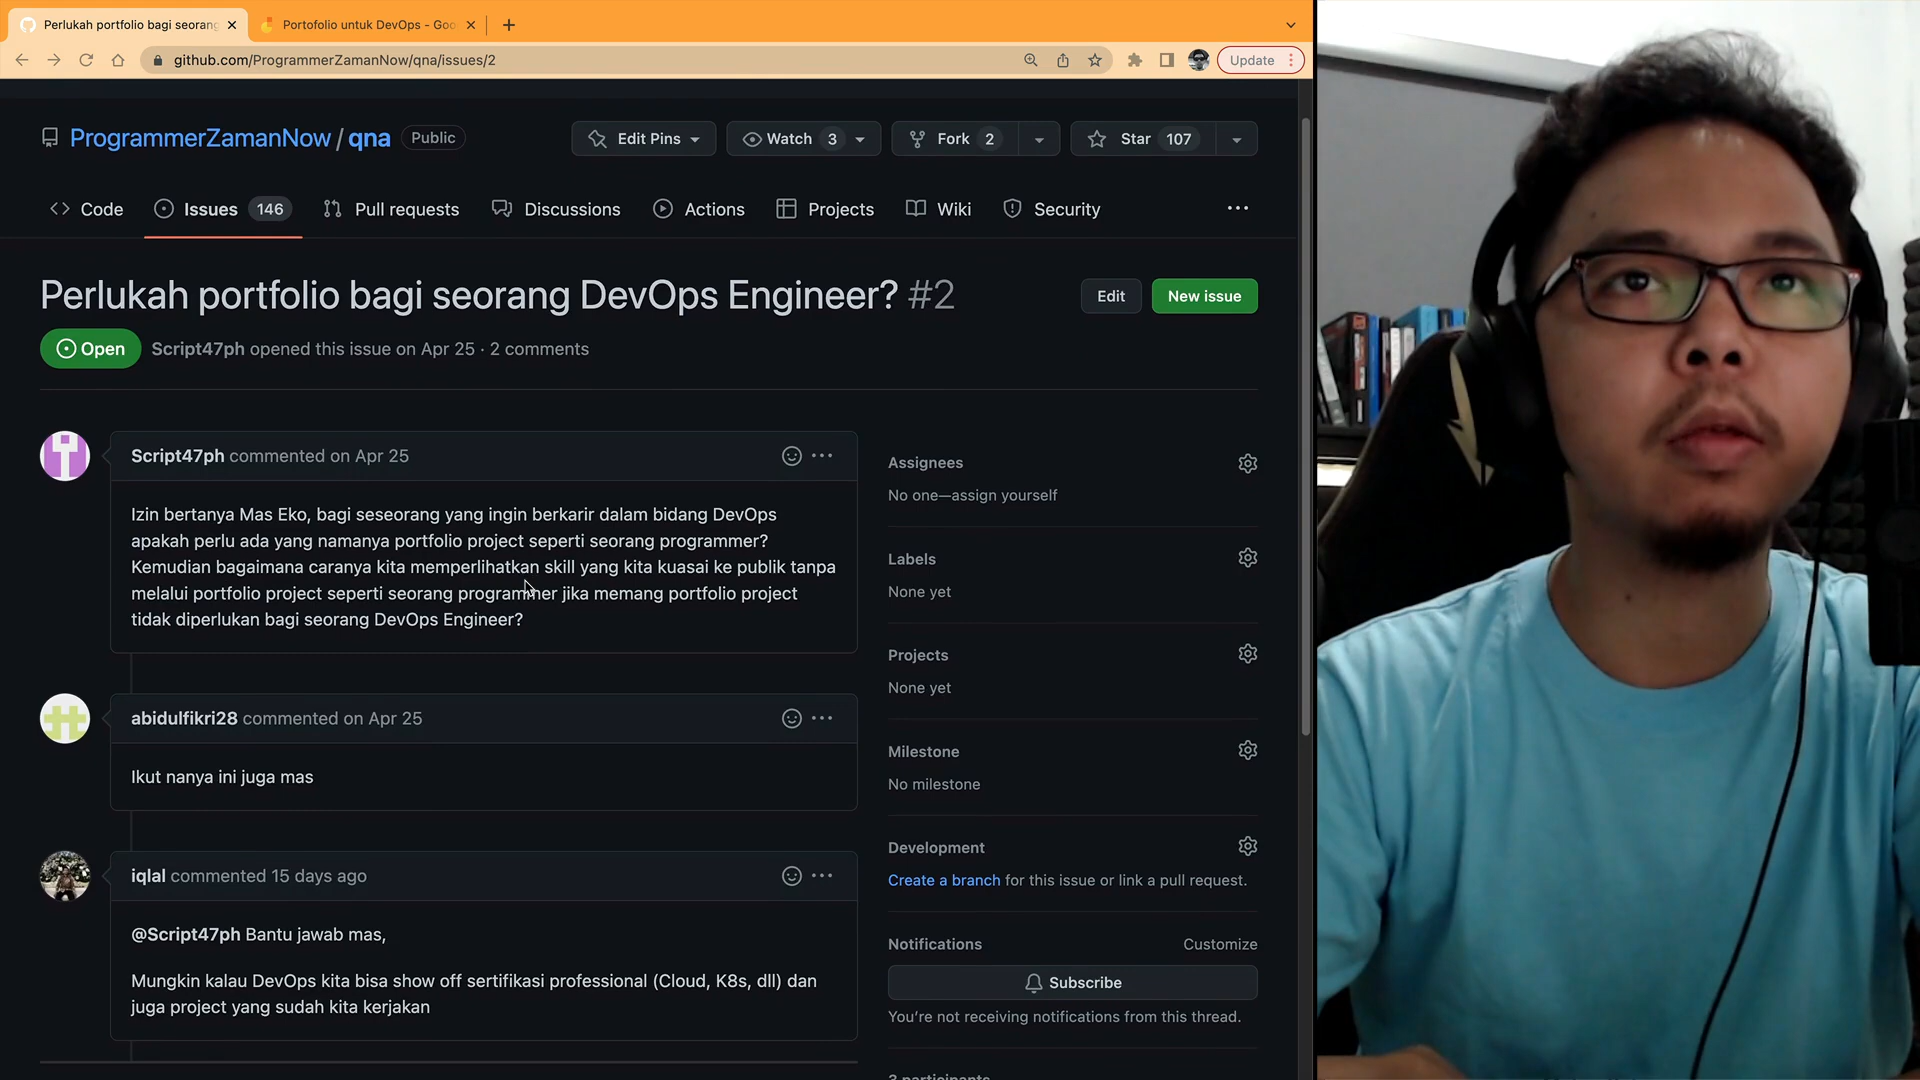 Perlukah portfolio bagi seorang
Portofolio untuk DevOps - Goo
github.com/ProgrammerZamanNow/qna/issues/2
Update
ProgrammerZamanNow / qna
Public
Edit Pins
Watch 3
Fork 2
Star 107
Code
Issues 146
Pull requests
Discussions
Actions
Projects
Wiki
Security
Perlukah portfolio bagi seorang DevOps Engineer? #2
Edit
New issue
Open
Script47ph opened this issue on Apr 25 · 2 comments
Script47ph commented on Apr 25
Izin bertanya Mas Eko, bagi seseorang yang ingin berkarir dalam bidang DevOps
apakah perlu ada yang namanya portfolio project seperti seorang programmer?
Kemudian bagaimana caranya kita memperlihatkan skill yang kita kuasai ke publik tanpa
melalui portfolio project seperti seorang programmer jika memang portfolio project
tidak diperlukan bagi seorang DevOps Engineer?
abidulfikri28 commented on Apr 25
Ikut nanya ini juga mas
iqlal commented 15 days ago
@Script47ph Bantu jawab mas,
Mungkin kalau DevOps kita bisa show off sertifikasi professional (Cloud, K8s, dll) dan
juga project yang sudah kita kerjakan
Assignees
No one—assign yourself
Labels
None yet
Projects
None yet
Milestone
No milestone
Development
Create a branch for this issue or link a pull request.
Notifications
Customize
Subscribe
You're not receiving notifications from this thread.
3 participants